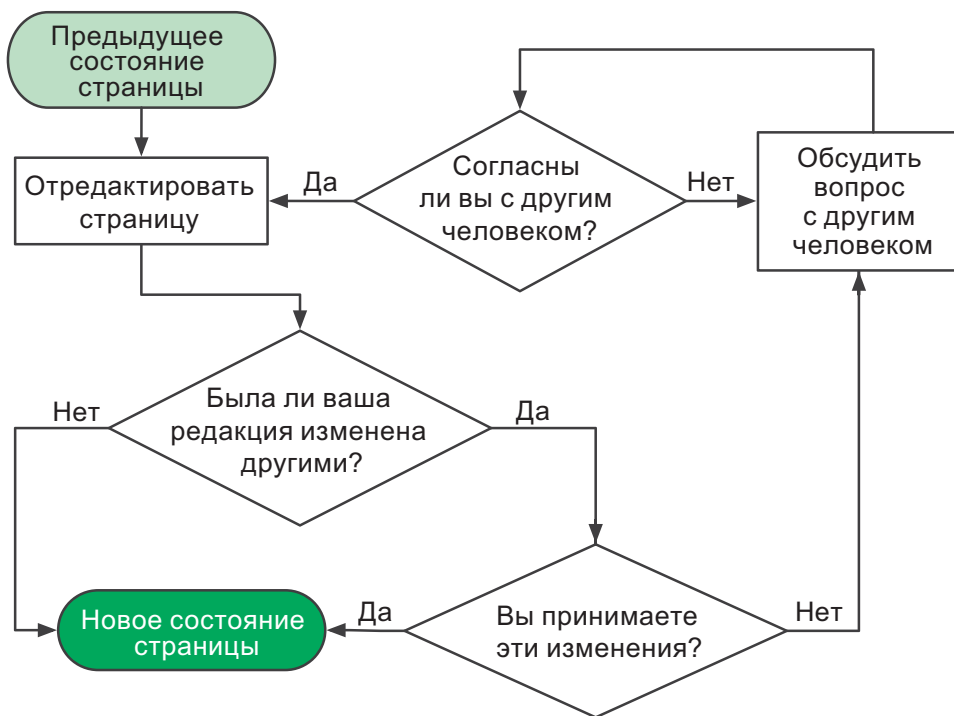 Предыдущее
состояние
страницы
Отредактировать
страницу
Да
Согласны
ли вы с другим
человеком?
Нет
Обсудить
вопрос
с другим
человеком
Нет
Была ли ваша
редакция изменена
другими?
Да
Новое состояние
страницы
Да
Вы принимаете
эти изменения?
Нет